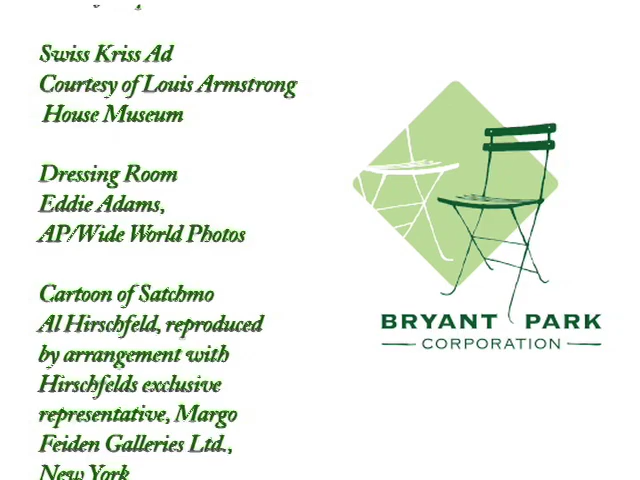 Swiss Kriss Ad
Courtesy of Louis Armstrong
House Museum
Dressing Room
Eddie Adams,
AP/Wide World Photos
Cartoon of Satchmo
Al Hirschfeld, reproduced
by arrangement with
Hirschfelds exclusive
representative, Margo
Feiden Galleries Ltd.,
New York
BRYANT PARK
CORPORATION